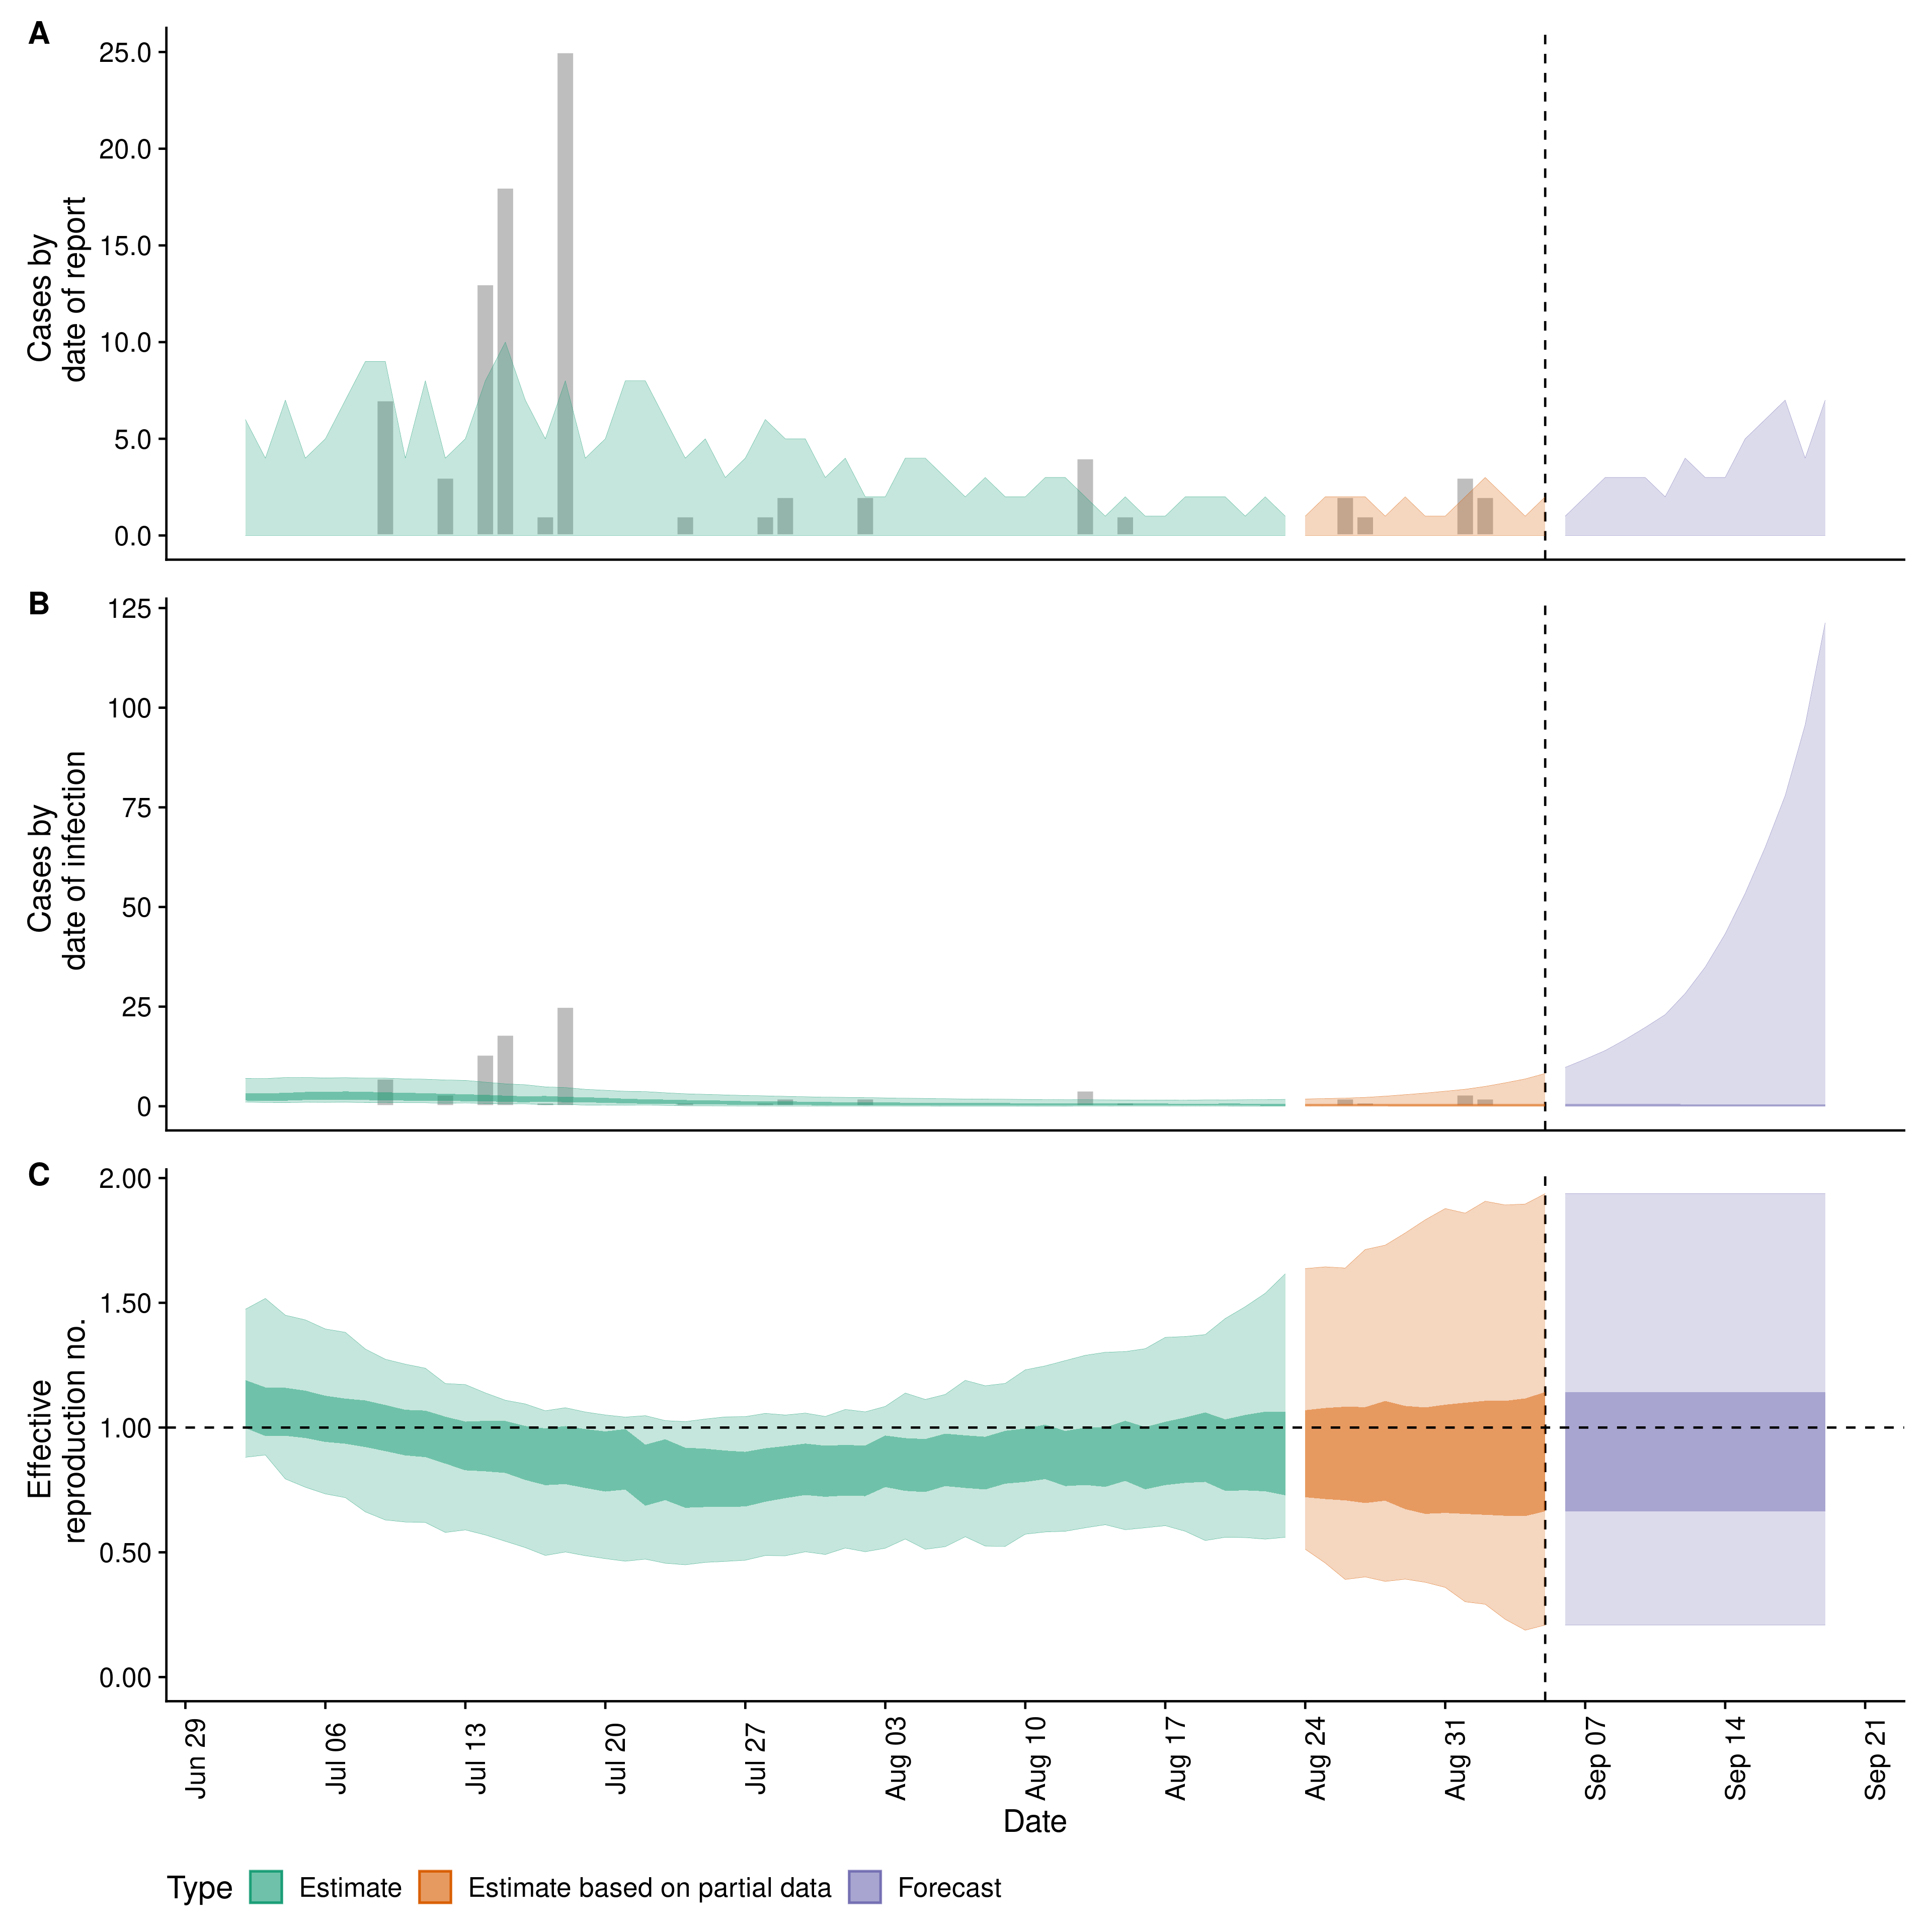 A
25.0
20.0
15.0
10.0
5.0
0.0
Cases by
date of report
B
125
100
75
50
25
0
Cases by
date of infection
C
2.00
1.50
1.00
0.50
0.00
Effective
reproduction no.
Jun 29
Jul 06
Jul 13
Jul 20
Jul 27
Aug 03
Aug 10
Aug 17
Aug 24
Aug 31
Sep 07
Sep 14
Sep 21
Date
Type Estimate Estimate based on partial data Forecast